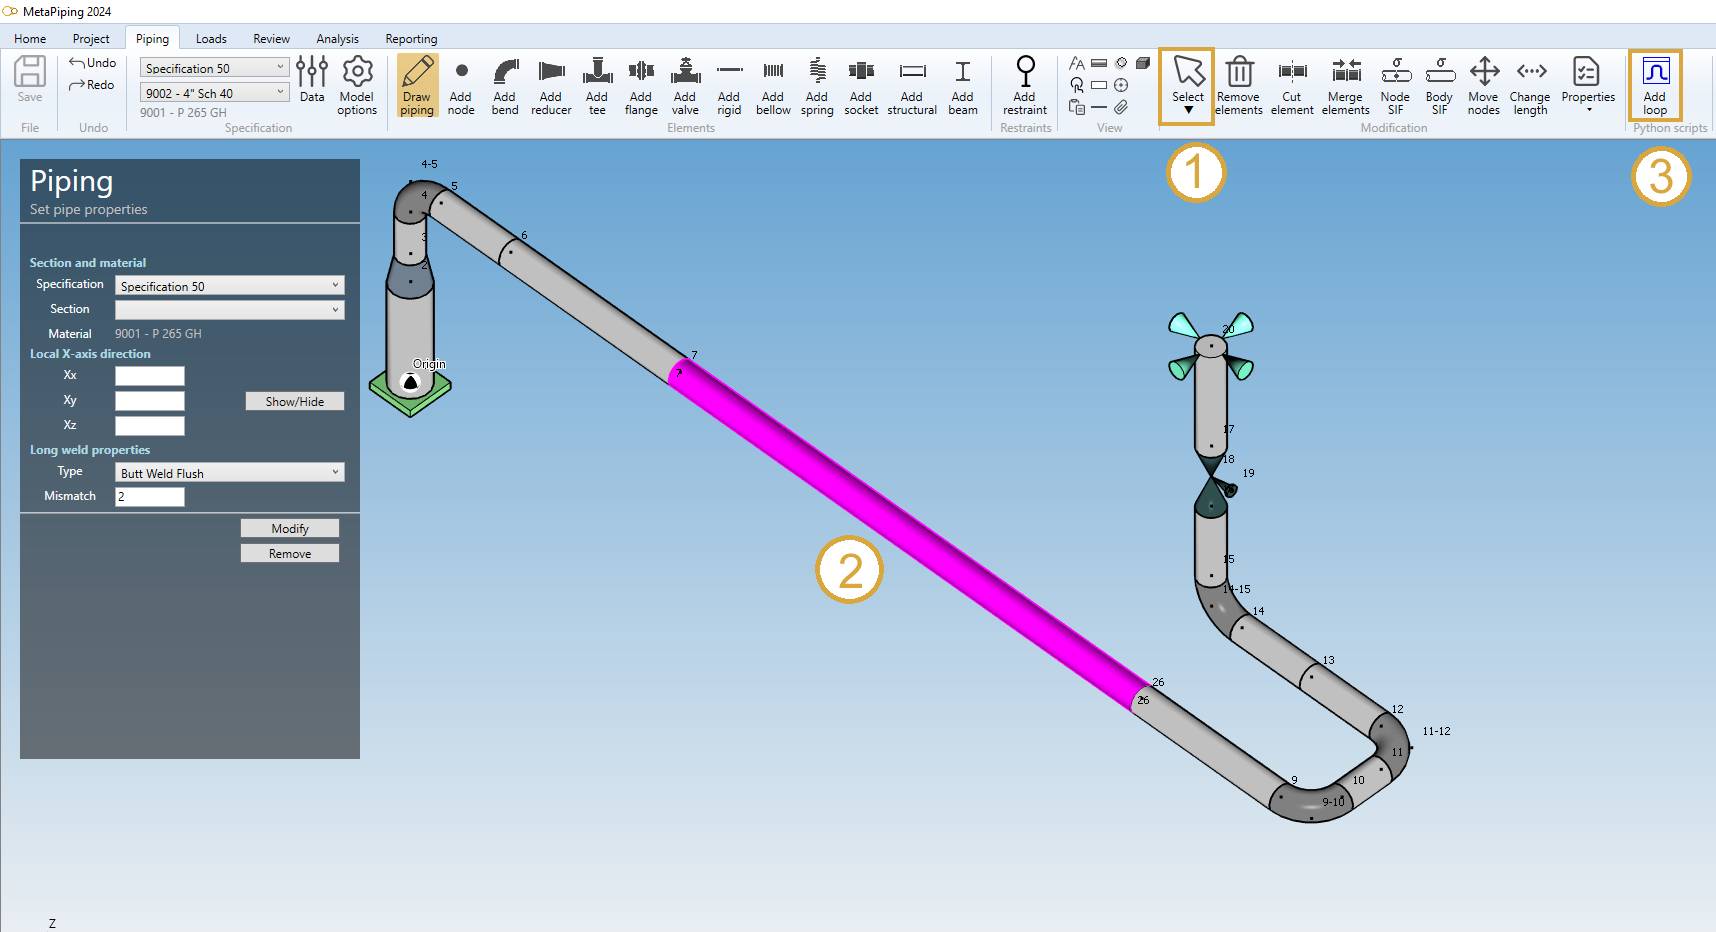 MetaPiping 2024
Home Project Piping Loads Review Analysis Reporting
Save
File
Undo
Redo
Undo
Specification 50
9002 - 4" Sch 40
9001 - P 265 GH
Data
Model options
Specification
Draw piping
Add node
Add bend
Add reducer
Add tee
Add flange
Add valve
Add rigid
Add bellow
Add spring
Add socket
Add structural
Add beam
Elements
Add restraint
Restraints
View
Select
Remove elements
Cut element
Merge elements
Node SIF
Body SIF
Move nodes
Change length
Properties
Modification
Add loop
Python scripts
1
3
Piping
Set pipe properties
Section and material
Specification Specification 50
Section
Material 9001 - P 265 GH
Local X-axis direction
Xx
Xy Show/Hide
Xz
Long weld properties
Type Butt Weld Flush
Mismatch 2
Modify
Remove
4-5
5
4
3
2
6
Origin
7
7
2
26
26
20
17
18
19
15
14-15
14
13
12
11-12
11
10
9
9-10
Z